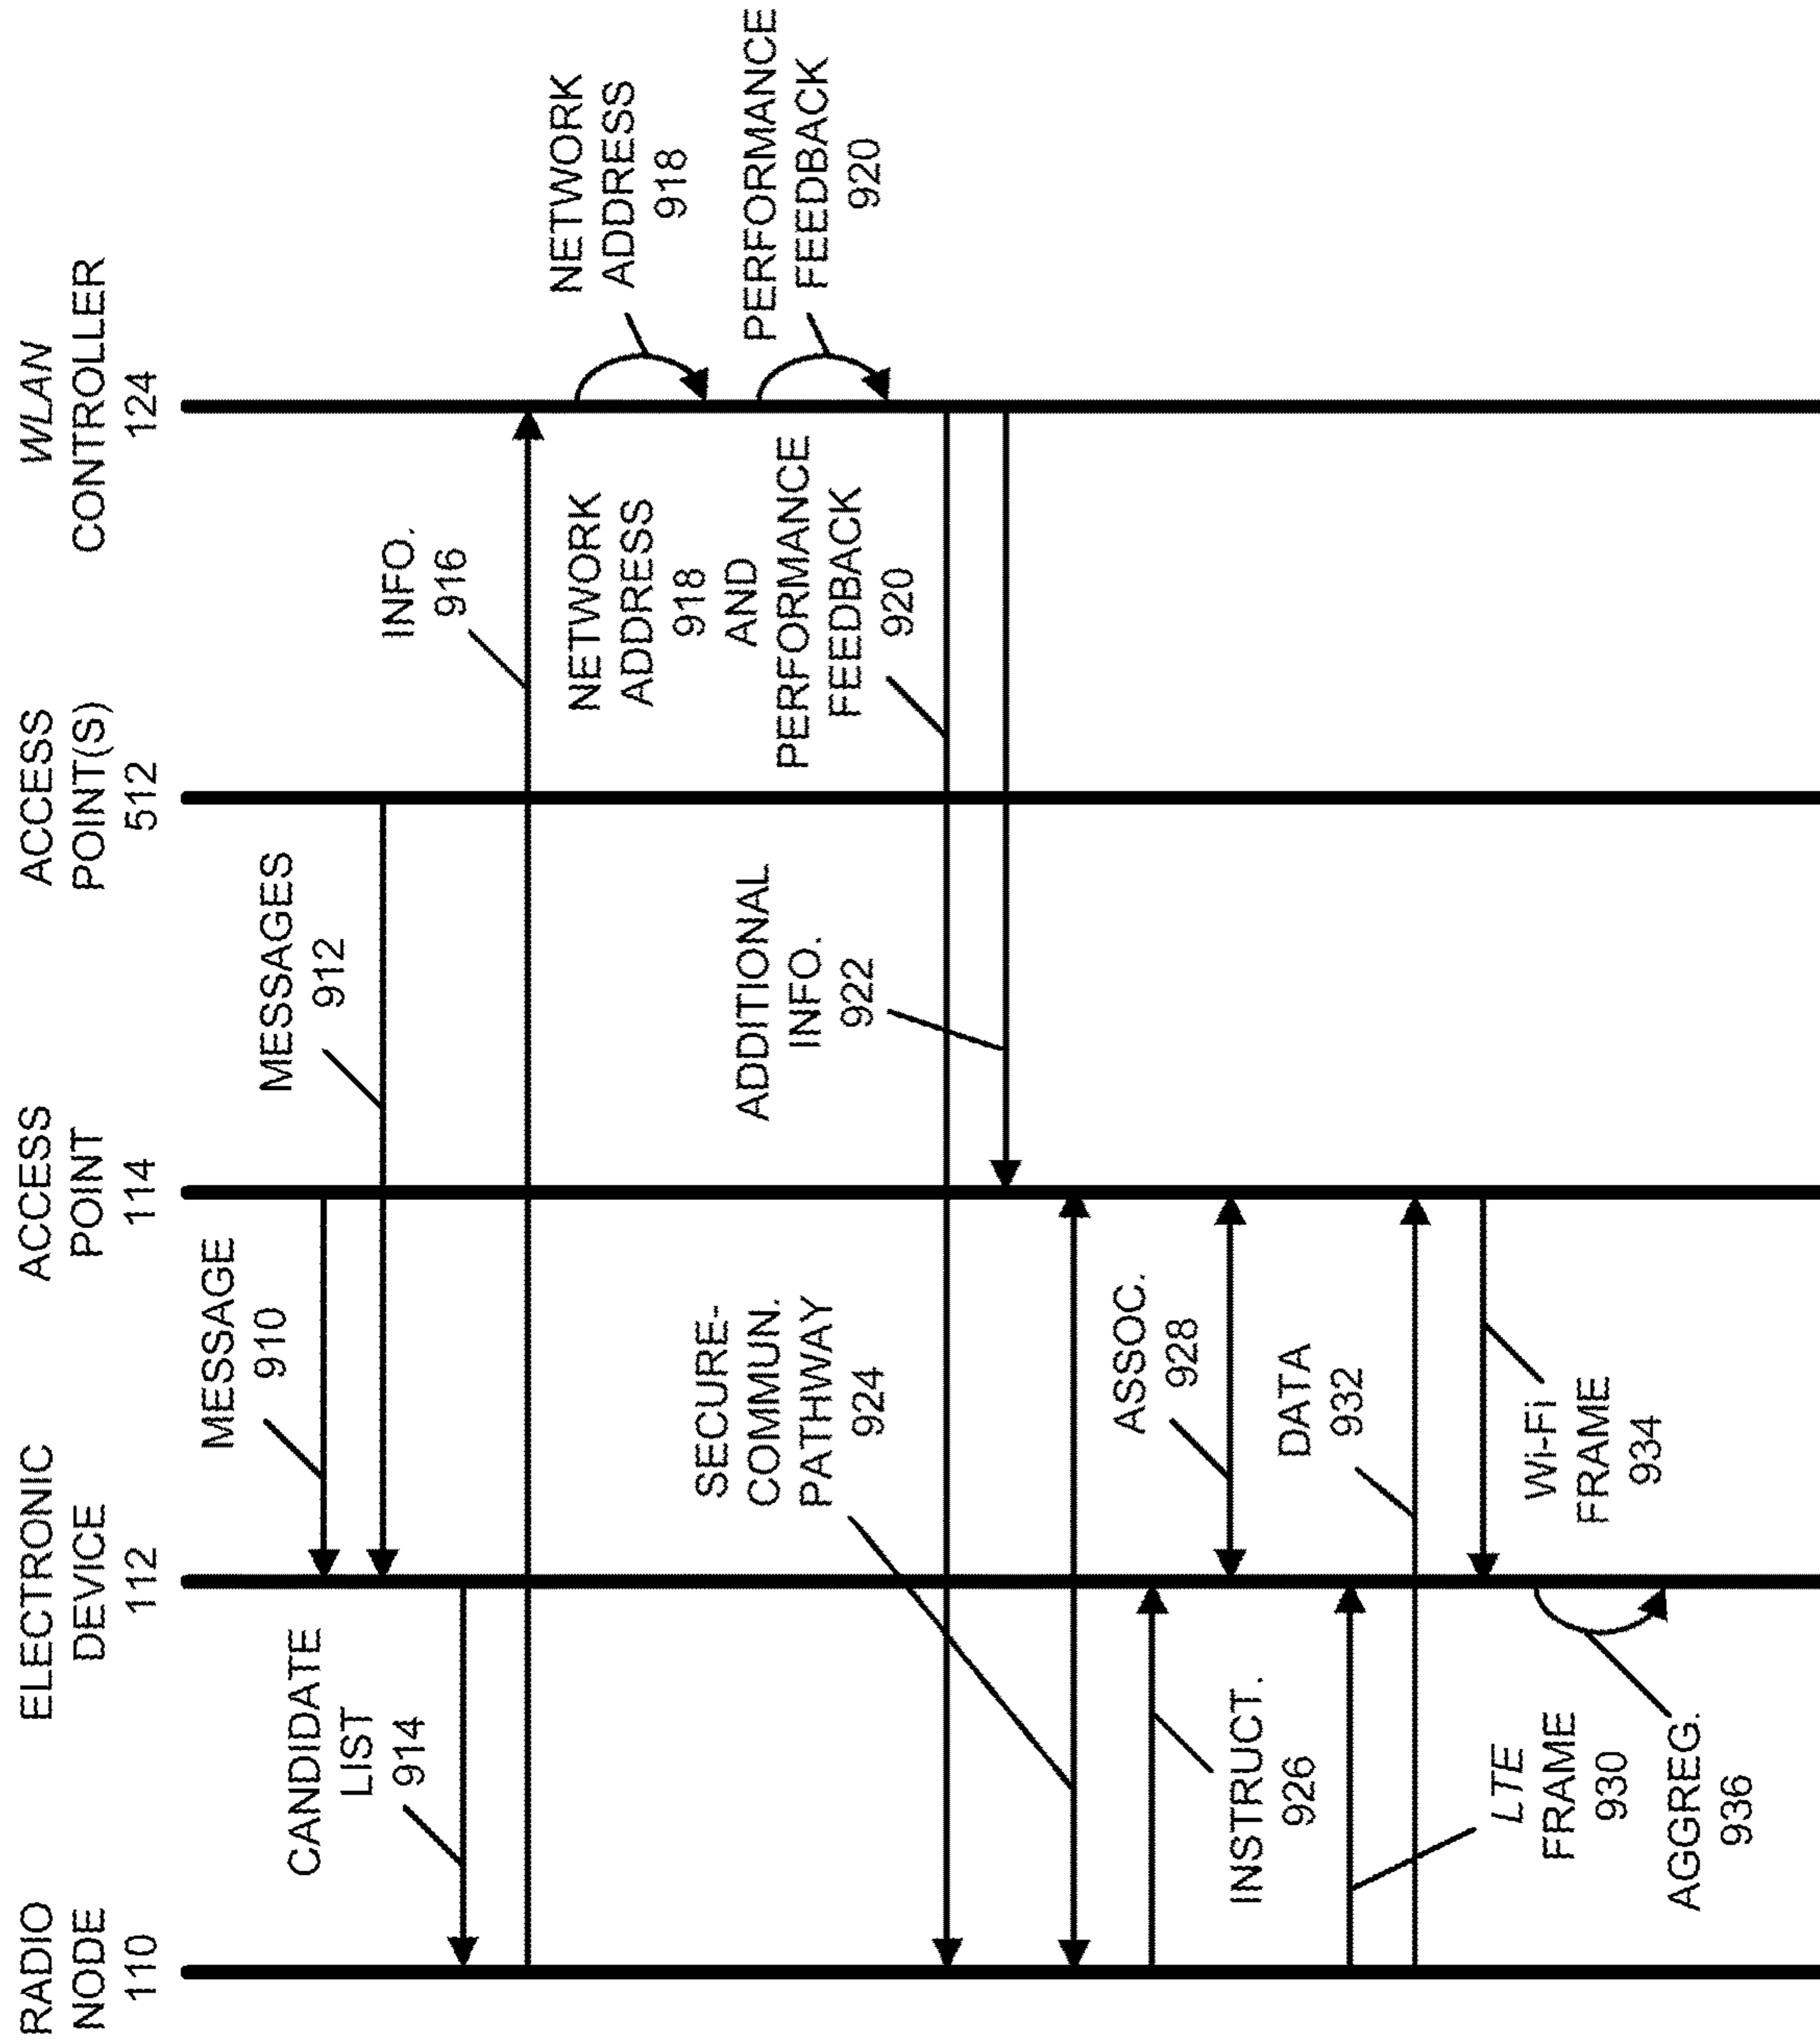 RADIO
NODE
110
ELECTRONIC
DEVICE
112
ACCESS
POINT
114
ACCESS
POINT(S)
512
WLAN
CONTROLLER
124
MESSAGE
910
MESSAGES
912
CANDIDATE
LIST
914
INFO.
916
NETWORK
ADDRESS
918
PERFORMANCE
FEEDBACK
920
NETWORK
ADDRESS
918
AND
PERFORMANCE
FEEDBACK
920
ADDITIONAL
INFO.
922
SECURE-
COMMUN.
PATHWAY
924
INSTRUCT.
926
ASSOC.
928
LTE
FRAME
930
DATA
932
Wi-Fi
FRAME
934
AGGREG.
936